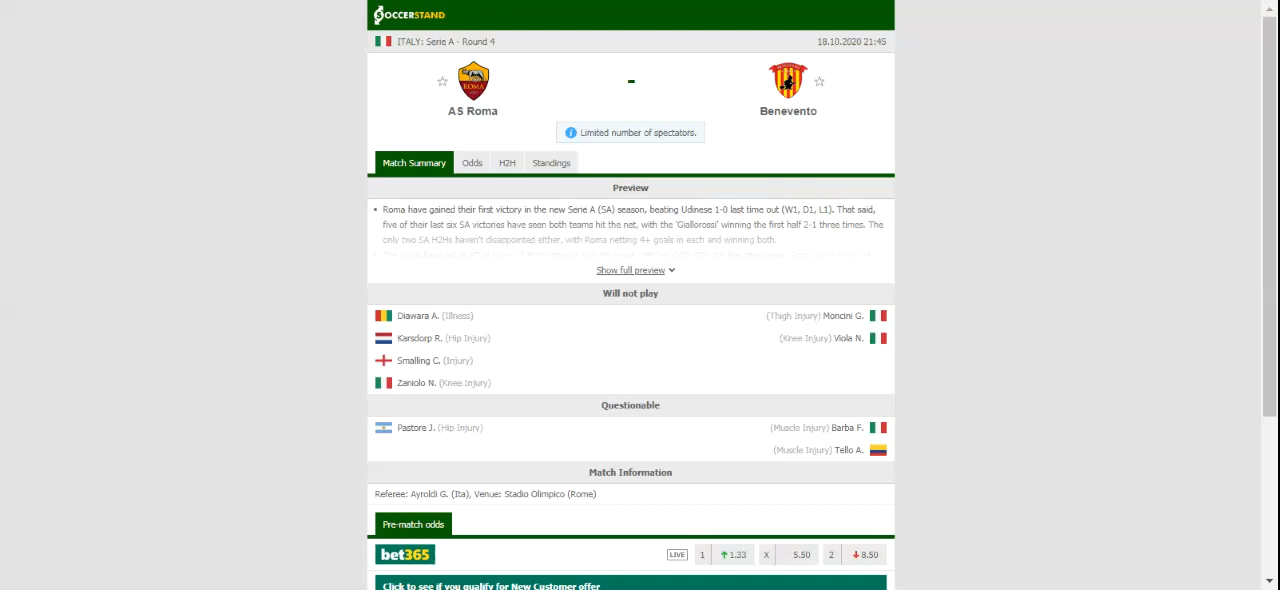 SOCCERSTAND
ITALY: Serie A - Round 4 18.10.2020 21:45
-
AS Roma Benevento
Limited number of spectators.
Match Summary Odds H2H Standings
Preview
• Roma have gained their first victory in the new Serie A (SA) season, beating Udinese 1-0 last time out (W1, D1, L1). That said,
five of their last six SA victories have seen both teams hit the net, with the 'Giallorossi' winning the first half 2-1 three times. The
only two SA H2Hs haven't disappointed either, with Roma netting 4+ goals in each and winning both.
Show full preview
Will not play
Diawara A. (Illness) (Thigh Injury) Moncini G.
Karsdorp R. (Hip Injury) (Knee Injury) Viola N.
Smalling C. (Injury)
Zaniolo N. (Knee Injury)
Questionable
Pastore J. (Hip Injury) (Muscle Injury) Barba F.
(Muscle Injury) Tello A.
Match Information
Referee: Ayroldi G. (Ita), Venue: Stadio Olimpico (Rome)
Pre-match odds
bet365 LIVE 1 1.33 X 5.50 2 8.50
Click to see if you qualify for New Customer offer